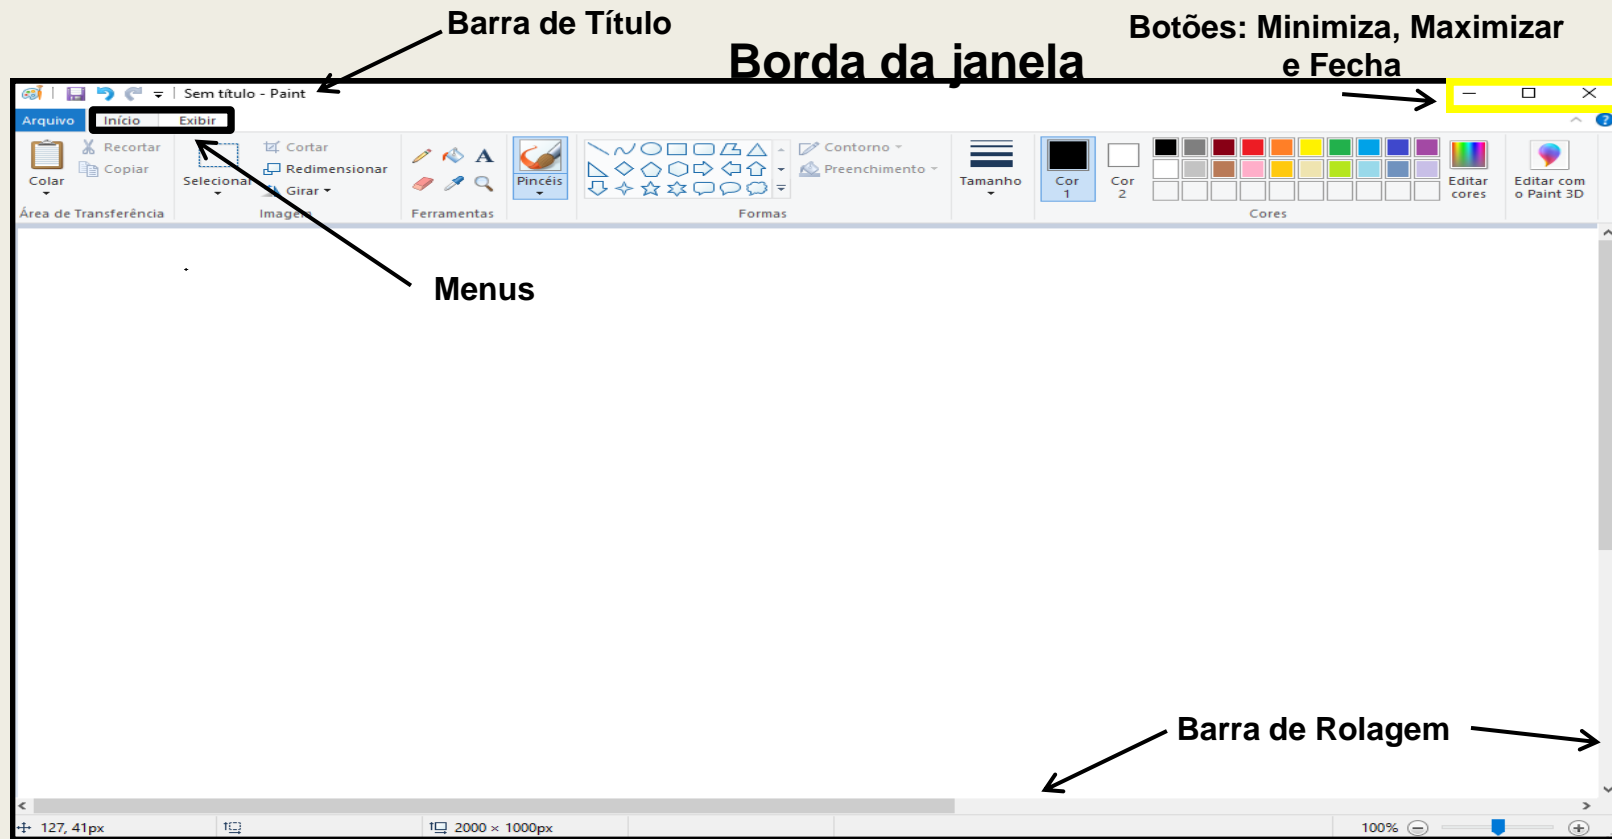 Barra de Título
Botões: Minimiza, Maximizar
e Fecha
Borda da janela
Sem título - Paint
Arquivo
Início
Exibir
Colar
Recortar
Copiar
Área de Transferência
Selecionar
Cortar
Redimensionar
Girar
Imagem
A
Ferramentas
Pincéis
Contorno
Preenchimento
Formas
Tamanho
Cor
1
Cor
2
Editar
cores
Cores
Editar com
o Paint 3D
Menus
Barra de Rolagem
127, 41px
2000 × 1000px
100%